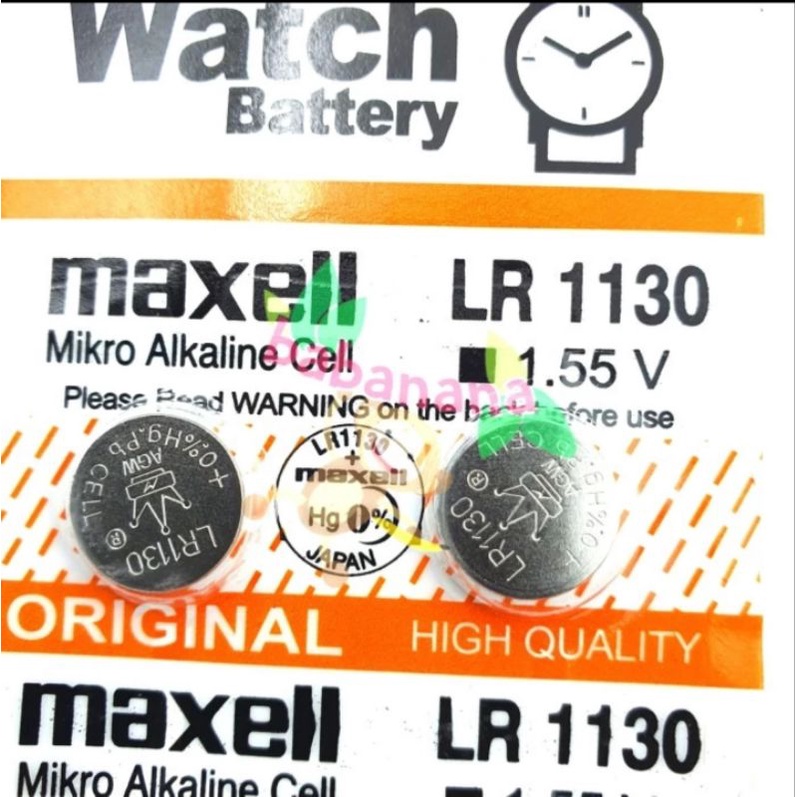 Watch
Battery
maxell
LR 1130
Mikro Alkaline Cell
1.55 V
babanana
Please Read WARNING on the back before use
+0%Hg.Pb
AGW
CELL
LR1130
®
LR1130
+
maxell
Hg 0%
JAPAN
CELL
AGW
LR1130
®
ORIGINAL
HIGH QUALITY
maxell
LR 1130
Mikro Alkaline Cell